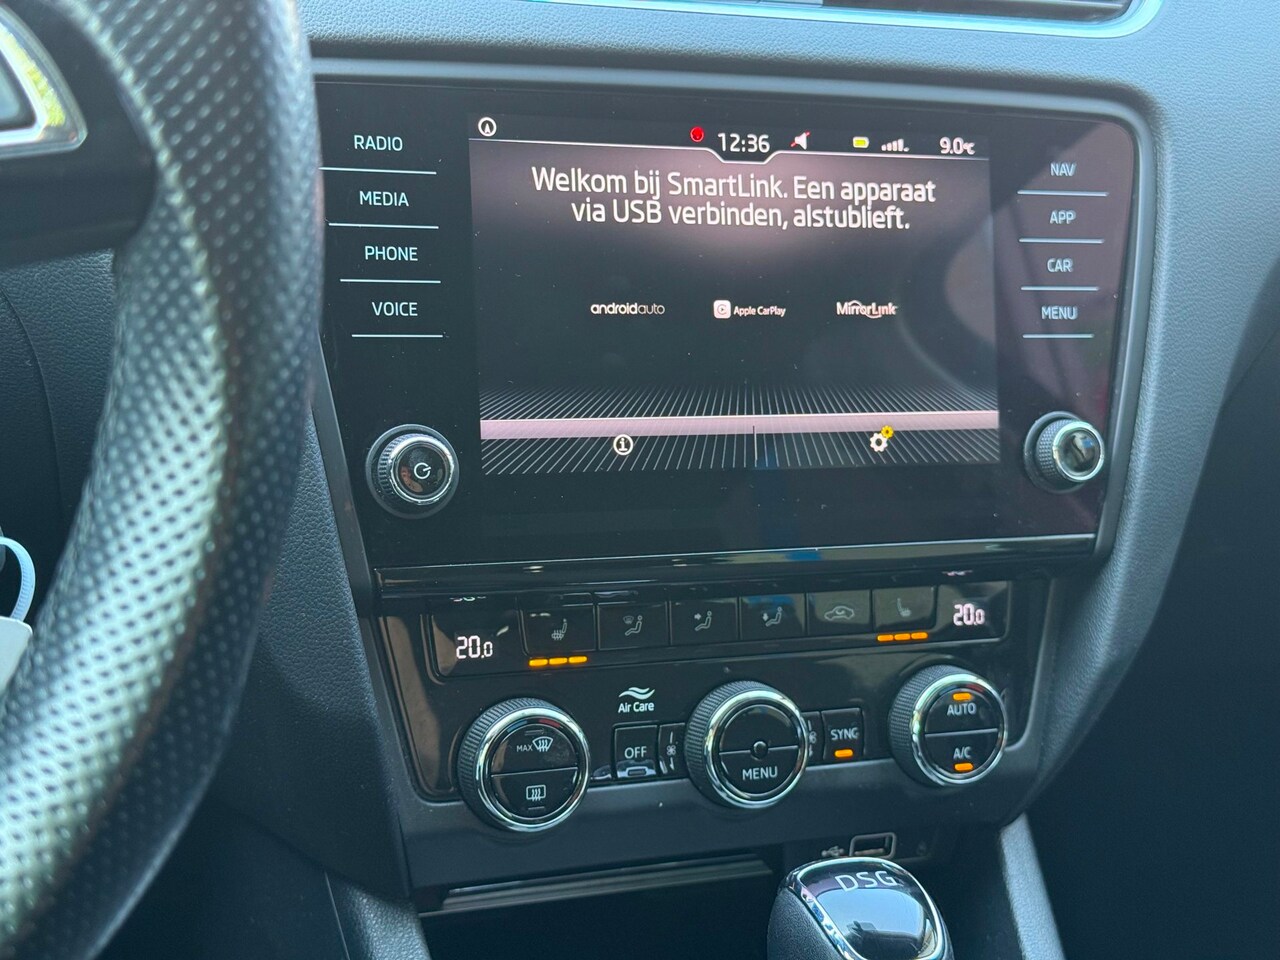 12:36
9.0°C
RADIO
MEDIA
PHONE
VOICE
Welkom bij SmartLink. Een apparaat
via USB verbinden, alstublieft.
androidauto
Apple CarPlay
MirrorLink
NAV
APP
CAR
MENU
20.0
20.0
Air Care
MAX
OFF
MENU
SYNC
AUTO
A/C
DSG